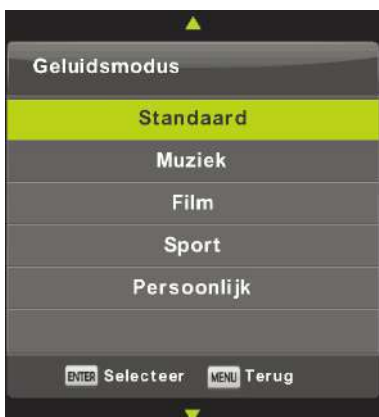 Geluidsmodus
Standaard
Muziek
Film
Sport
Persoonlijk
ENTER Selecteer MENU Terug